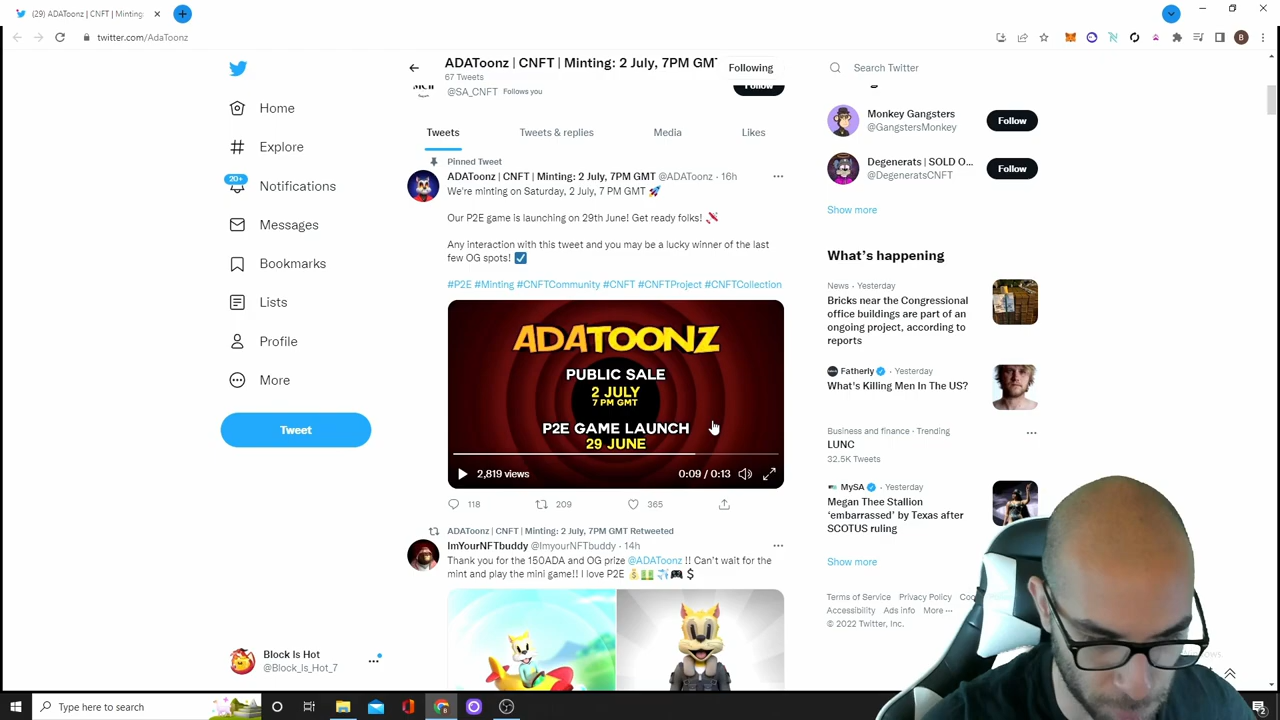 (29) ADAToonz | CNFT | Minting:
twitter.com/AdaToonz
ADAToonz | CNFT | Minting: 2 July, 7PM GMT
67 Tweets
Following
@SA_CNFT Follows you
Follow
Tweets
Tweets & replies
Media
Likes
Home
Explore
20+
Notifications
Messages
Bookmarks
Lists
Profile
More
Tweet
Block Is Hot
@Block_Is_Hot_7
Pinned Tweet
ADAToonz | CNFT | Minting: 2 July, 7PM GMT @ADAToonz · 16h
We're minting on Saturday, 2 July, 7 PM GMT 🚀
Our P2E game is launching on 29th June! Get ready folks! 🧨
Any interaction with this tweet and you may be a lucky winner of the last
few OG spots! ☑️
#P2E #Minting #CNFTCommunity #CNFT #CNFTProject #CNFTCollection
ADATOONZ
PUBLIC SALE
2 JULY
7 PM GMT
P2E GAME LAUNCH
29 JUNE
2,819 views
0:09 / 0:13
118
209
365
ADAToonz | CNFT | Minting: 2 July, 7PM GMT Retweeted
ImYourNFTbuddy @ImyourNFTbuddy · 14h
Thank you for the 150ADA and OG prize @ADAToonz !! Can't wait for the
mint and play the mini game!! I love P2E 💰💵💸🎮💲
Search Twitter
Monkey Gangsters
@GangstersMonkey
Follow
Degenerats | SOLD O...
@DegeneratsCNFT
Follow
Show more
What's happening
News · Yesterday
Bricks near the Congressional
office buildings are part of an
ongoing project, according to
reports
Fatherly · Yesterday
What's Killing Men In The US?
Business and finance · Trending
LUNC
32.5K Tweets
MySA · Yesterday
Megan Thee Stallion
'embarrassed' by Texas after
SCOTUS ruling
Show more
Terms of Service Privacy Policy
Accessibility Ads info More ···
© 2022 Twitter, Inc.
Type here to search